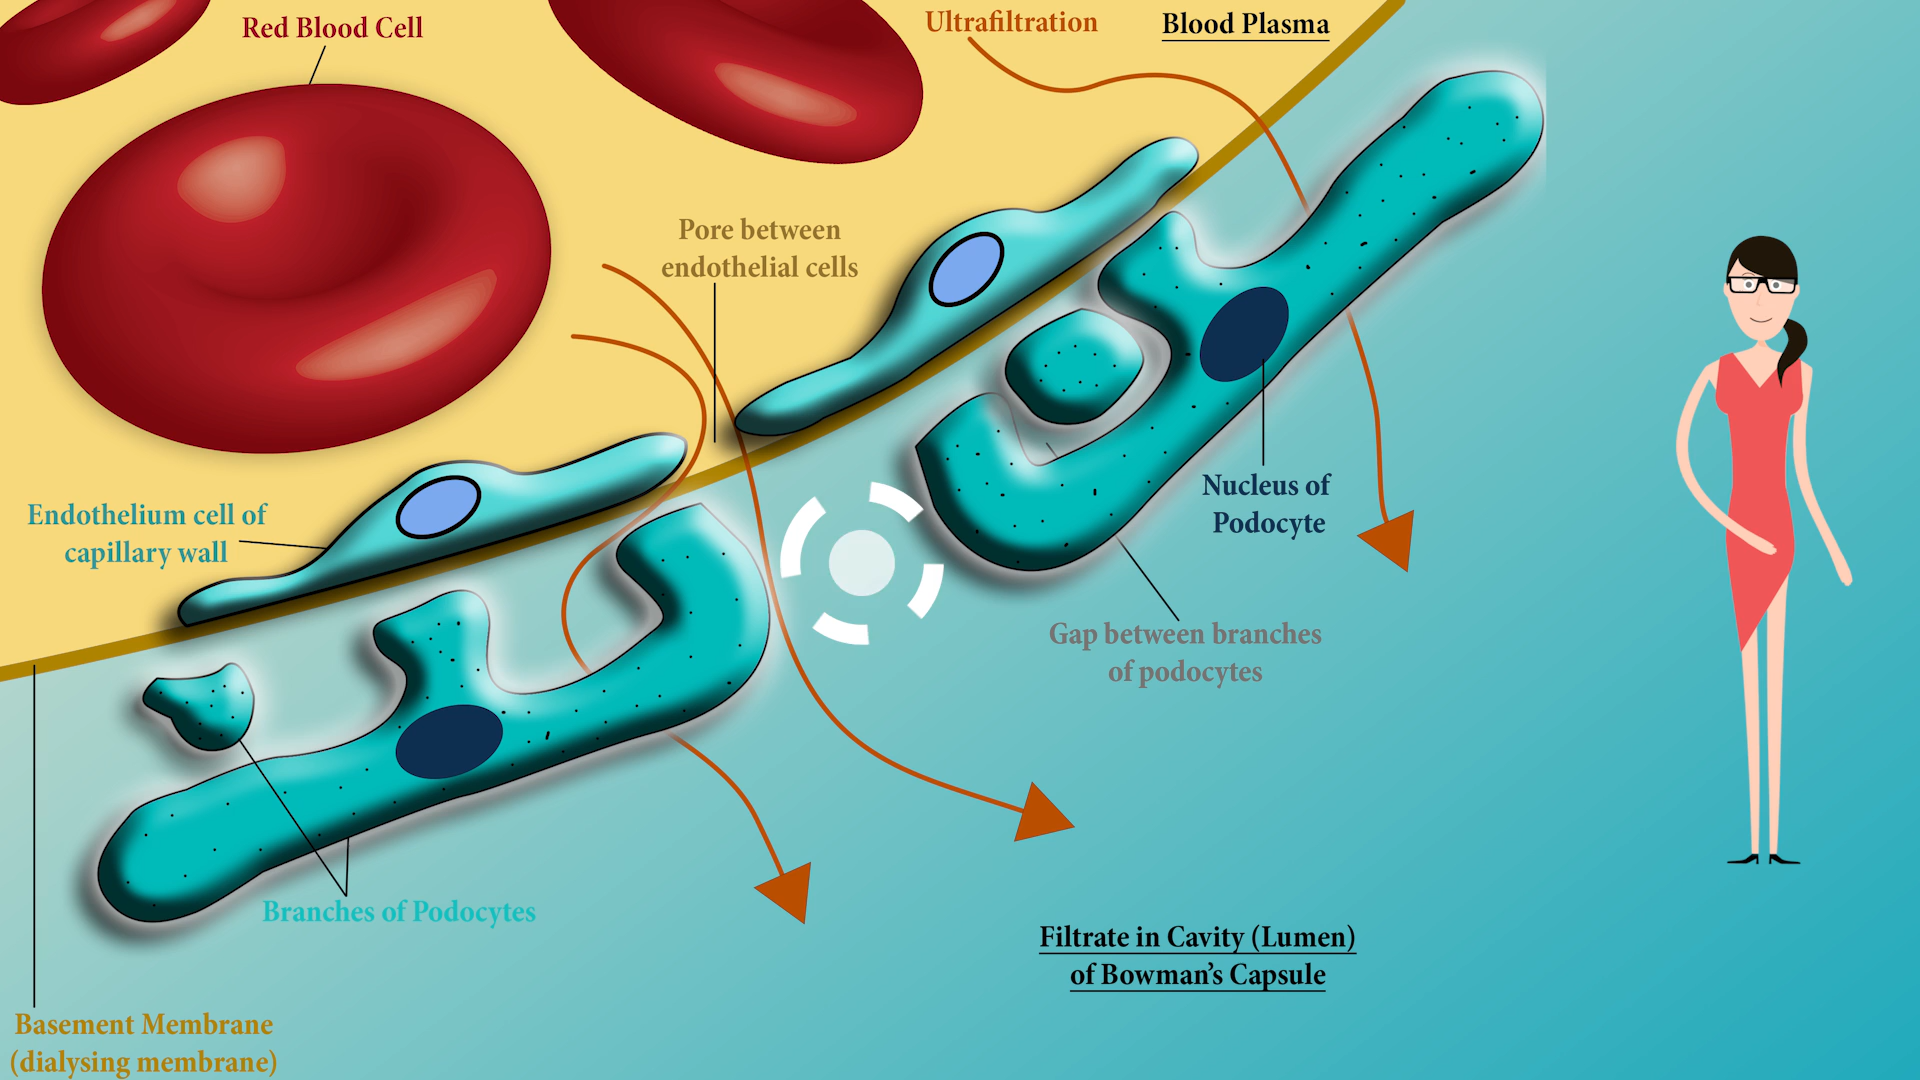 Red Blood Cell
Ultrafiltration
Blood Plasma
Pore between
endothelial cells
Endothelium cell of
capillary wall
Nucleus of
Podocyte
Gap between branches
of podocytes
Branches of Podocytes
Filtrate in Cavity (Lumen)
of Bowman's Capsule
Basement Membrane
(dialysing membrane)